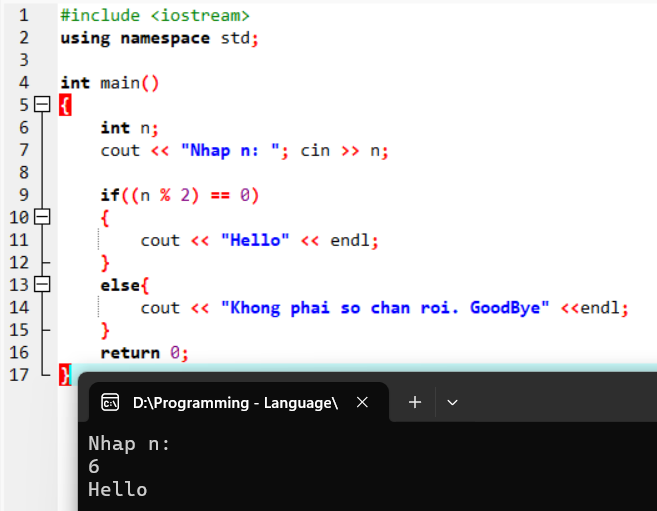 1 #include <iostream>
2 using namespace std;
3
4 int main()
5 {
6 int n;
7 cout << "Nhap n: "; cin >> n;
8
9 if((n % 2) == 0)
10 {
11 cout << "Hello" << endl;
12 }
13 else{
14 cout << "Khong phai so chan roi. GoodBye" <<endl;
15 }
16 return 0;
17 }
D:\Programming - Language\
Nhap n:
6
Hello